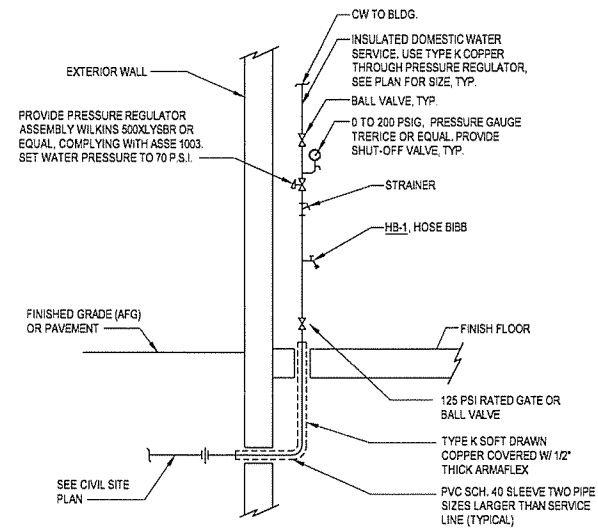 CW TO BLDG.
INSULATED DOMESTIC WATER
SERVICE, USE TYPE K COPPER
THROUGH PRESSURE REGULATOR,
SEE PLAN FOR SIZE, TYP.
EXTERIOR WALL
BALL VALVE, TYP.
PROVIDE PRESSURE REGULATOR
ASSEMBLY WILKINS 500XLYSBR OR
EQUAL, COMPLYING WITH ASSE 1003.
SET WATER PRESSURE TO 70 P.S.I.
0 TO 200 PSIG, PRESSURE GAUGE
TRERICE OR EQUAL. PROVIDE
SHUT-OFF VALVE, TYP.
STRAINER
HB-1, HOSE BIBB
FINISHED GRADE (AFG)
OR PAVEMENT
FINISH FLOOR
125 PSI RATED GATE OR
BALL VALVE
TYPE K SOFT DRAWN
COPPER COVERED W/ 1/2"
THICK ARMAFLEX
SEE CIVIL SITE
PLAN
PVC SCH. 40 SLEEVE TWO PIPE
SIZES LARGER THAN SERVICE
LINE (TYPICAL)